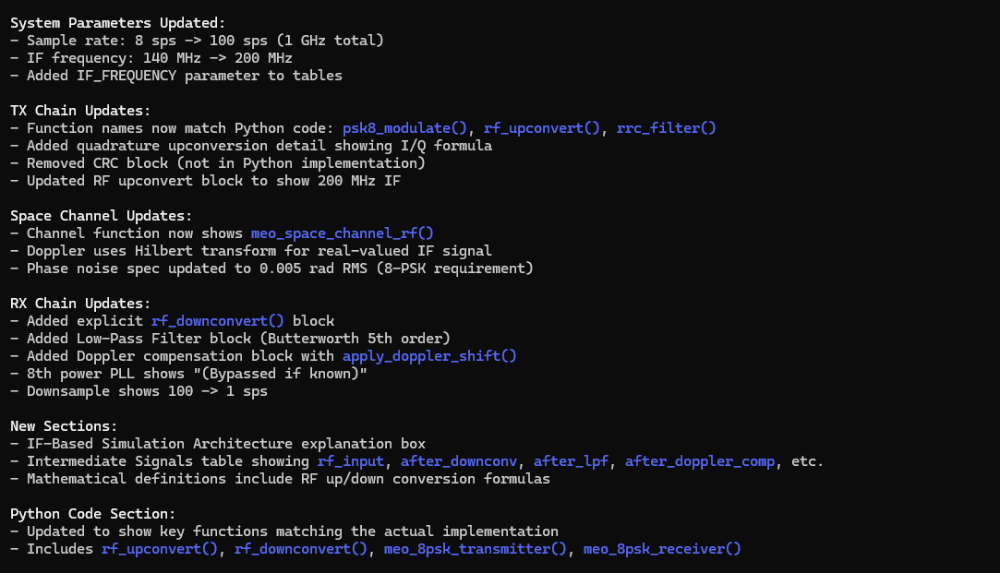 System Parameters Updated:
- Sample rate: 8 sps -> 100 sps (1 GHz total)
- IF frequency: 140 MHz -> 200 MHz
- Added IF_FREQUENCY parameter to tables
TX Chain Updates:
- Function names now match Python code: psk8_modulate(), rf_upconvert(), rrc_filter()
- Added quadrature upconversion detail showing I/Q formula
- Removed CRC block (not in Python implementation)
- Updated RF upconvert block to show 200 MHz IF
Space Channel Updates:
- Channel function now shows meo_space_channel_rf()
- Doppler uses Hilbert transform for real-valued IF signal
- Phase noise spec updated to 0.005 rad RMS (8-PSK requirement)
RX Chain Updates:
- Added explicit rf_downconvert() block
- Added Low-Pass Filter block (Butterworth 5th order)
- Added Doppler compensation block with apply_doppler_shift()
- 8th power PLL shows "(Bypassed if known)"
- Downsample shows 100 -> 1 sps
New Sections:
- IF-Based Simulation Architecture explanation box
- Intermediate Signals table showing rf_input, after_downconv, after_lpf, after_doppler_comp, etc.
- Mathematical definitions include RF up/down conversion formulas
Python Code Section:
- Updated to show key functions matching the actual implementation
- Includes rf_upconvert(), rf_downconvert(), meo_8psk_transmitter(), meo_8psk_receiver()